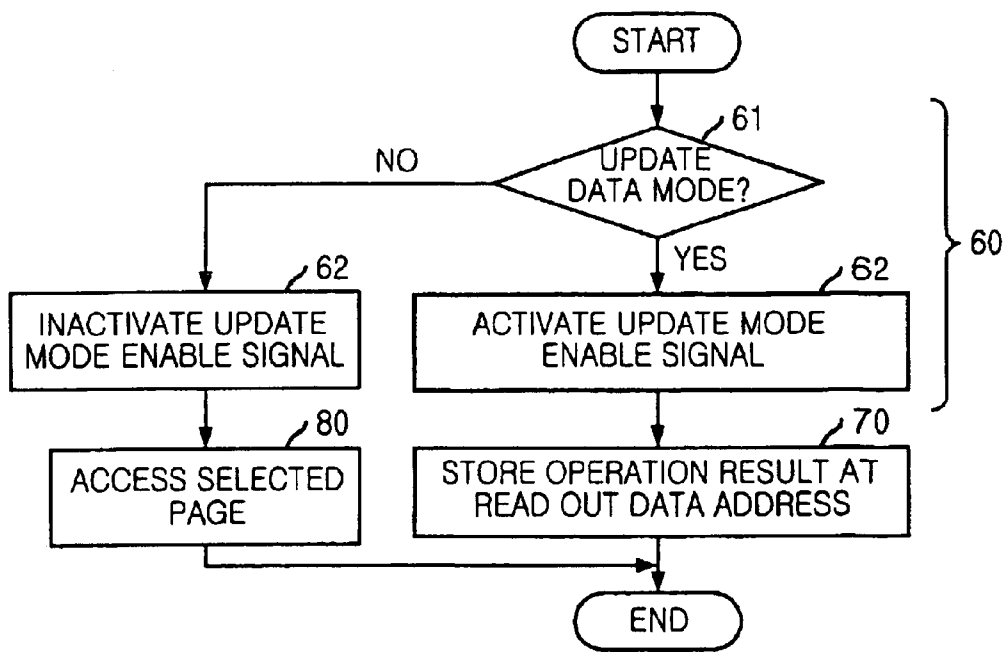 START
61
UPDATE
DATA MODE?
NO
YES
60
62
INACTIVATE UPDATE
MODE ENABLE SIGNAL
62
ACTIVATE UPDATE MODE
ENABLE SIGNAL
80
ACCESS SELECTED
PAGE
70
STORE OPERATION RESULT AT
READ OUT DATA ADDRESS
END